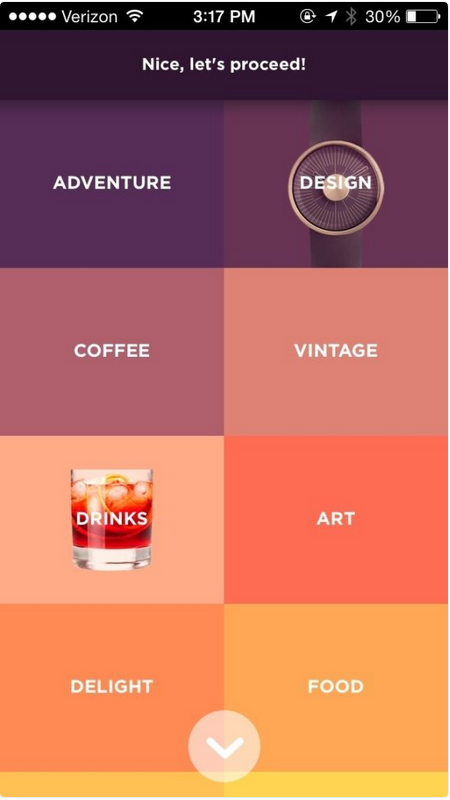 Verizon 3:17 PM 30%
Nice, let's proceed!
ADVENTURE DESIGN
COFFEE VINTAGE
DRINKS ART
DELIGHT FOOD